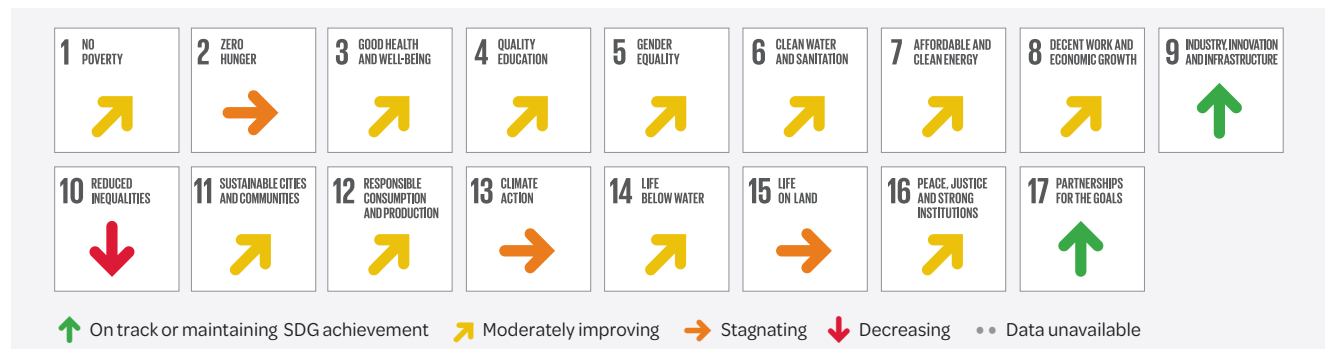 1 NO
POVERTY
2 ZERO
HUNGER
3 GOOD HEALTH
AND WELL-BEING
4 QUALITY
EDUCATION
5 GENDER
EQUALITY
6 CLEAN WATER
AND SANITATION
7 AFFORDABLE AND
CLEAN ENERGY
8 DECENT WORK AND
ECONOMIC GROWTH
9 INDUSTRY, INNOVATION
AND INFRASTRUCTURE
10 REDUCED
INEQUALITIES
11 SUSTAINABLE CITIES
AND COMMUNITIES
12 RESPONSIBLE
CONSUMPTION
AND PRODUCTION
13 CLIMATE
ACTION
14 LIFE
BELOW WATER
15 LIFE
ON LAND
16 PEACE, JUSTICE
AND STRONG
INSTITUTIONS
17 PARTNERSHIPS
FOR THE GOALS
On track or maintaining SDG achievement
Moderately improving
Stagnating
Decreasing
Data unavailable